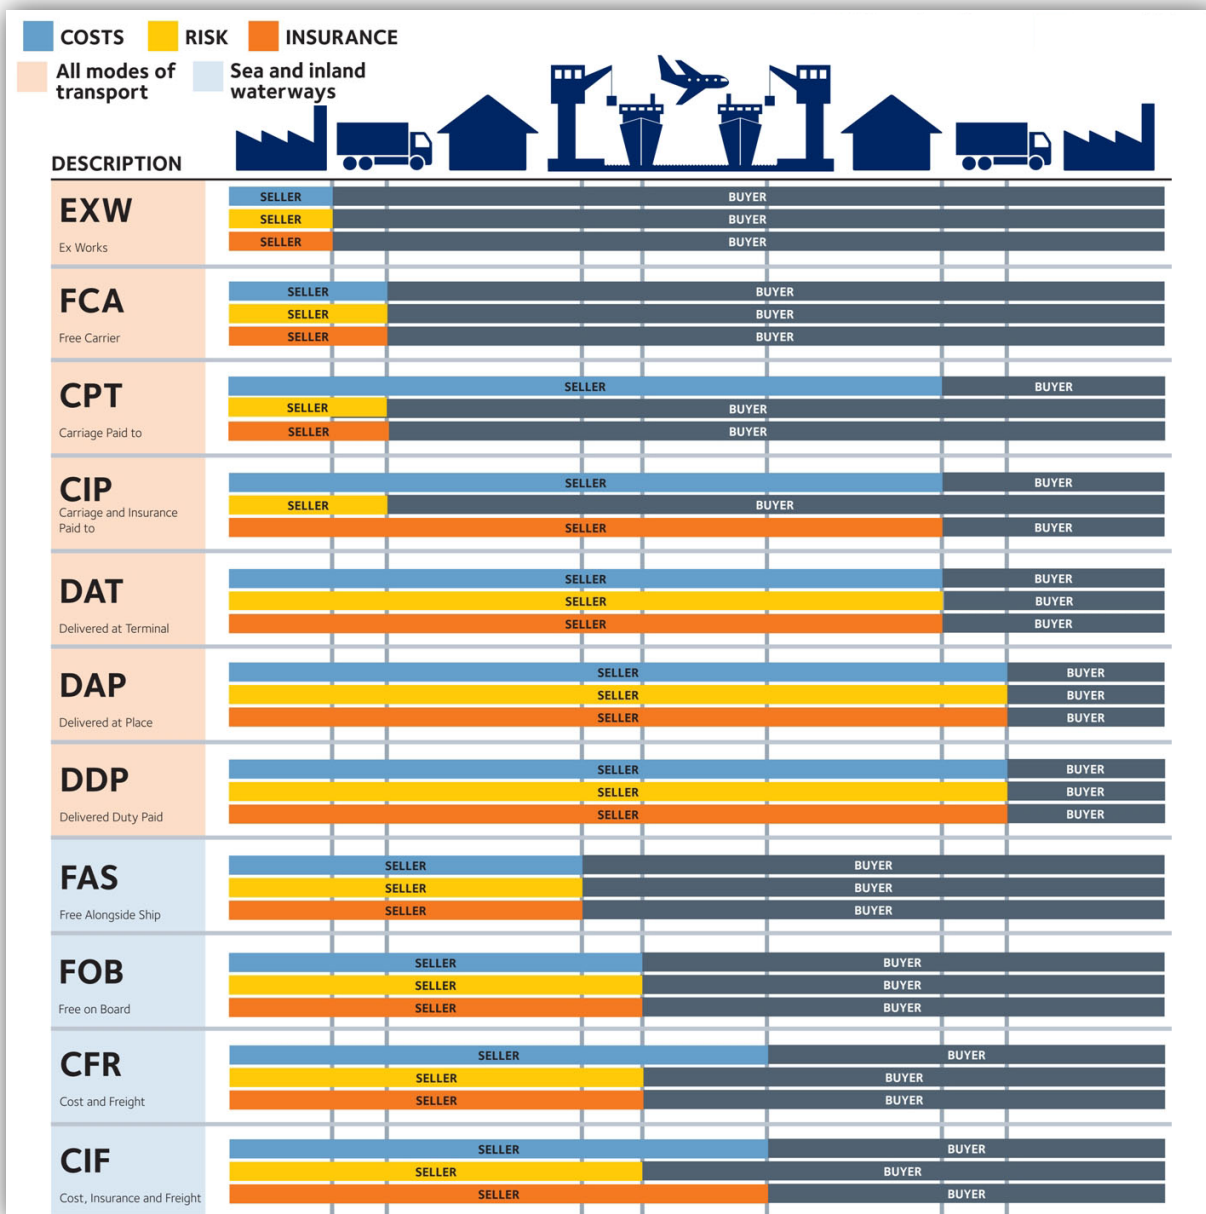 COSTS RISK INSURANCE
All modes of transport
Sea and inland waterways
DESCRIPTION
EXW
Ex Works
SELLER BUYER
SELLER BUYER
SELLER BUYER
FCA
Free Carrier
SELLER BUYER
SELLER BUYER
SELLER BUYER
CPT
Carriage Paid to
SELLER BUYER
SELLER BUYER
SELLER BUYER
CIP
Carriage and Insurance
Paid to
SELLER BUYER
SELLER BUYER
SELLER BUYER
DAT
Delivered at Terminal
SELLER BUYER
SELLER BUYER
SELLER BUYER
DAP
Delivered at Place
SELLER BUYER
SELLER BUYER
SELLER BUYER
DDP
Delivered Duty Paid
SELLER BUYER
SELLER BUYER
SELLER BUYER
FAS
Free Alongside Ship
SELLER BUYER
SELLER BUYER
SELLER BUYER
FOB
Free on Board
SELLER BUYER
SELLER BUYER
SELLER BUYER
CFR
Cost and Freight
SELLER BUYER
SELLER BUYER
SELLER BUYER
CIF
Cost, Insurance and Freight
SELLER BUYER
SELLER BUYER
SELLER BUYER